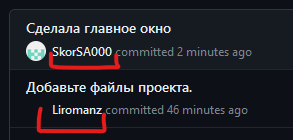 Сделала главное окно
SkorSA000 committed 2 minutes ago
Добавьте файлы проекта.
Liromanz committed 46 minutes ago